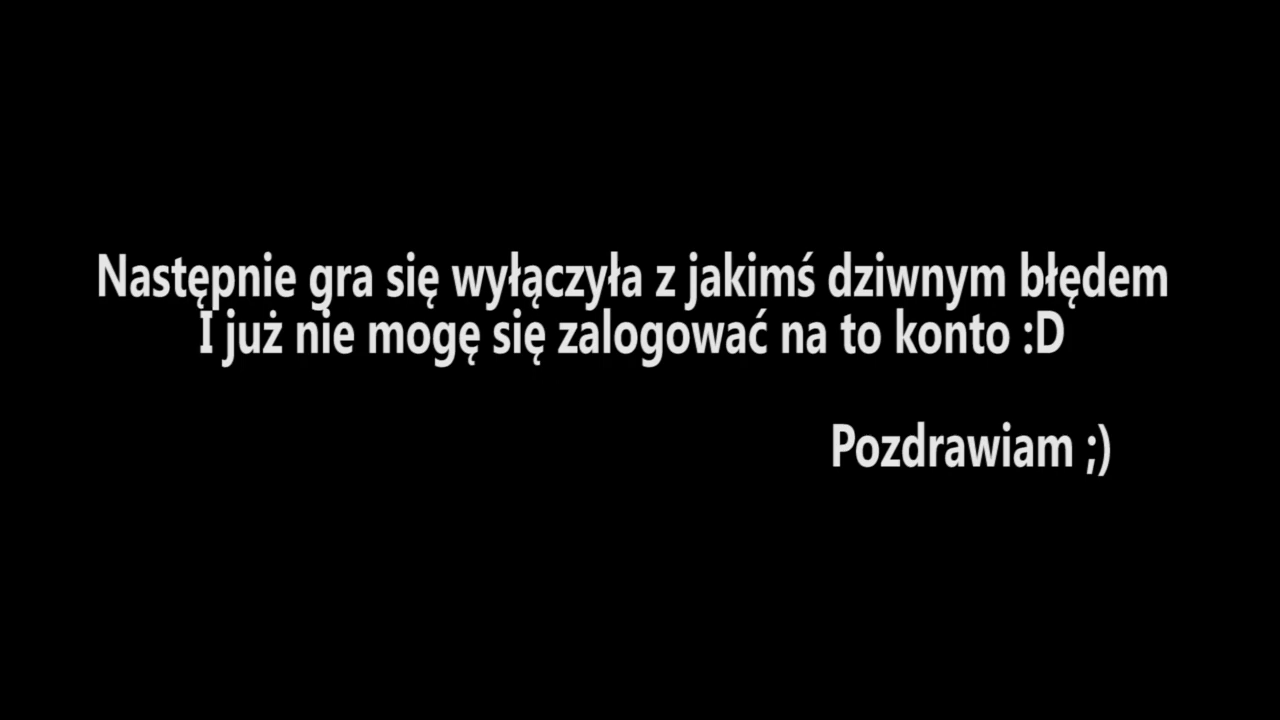 Następnie gra się wyłączyła z jakimś dziwnym błędem
I już nie mogę się zalogować na to konto :D
Pozdrawiam ;)